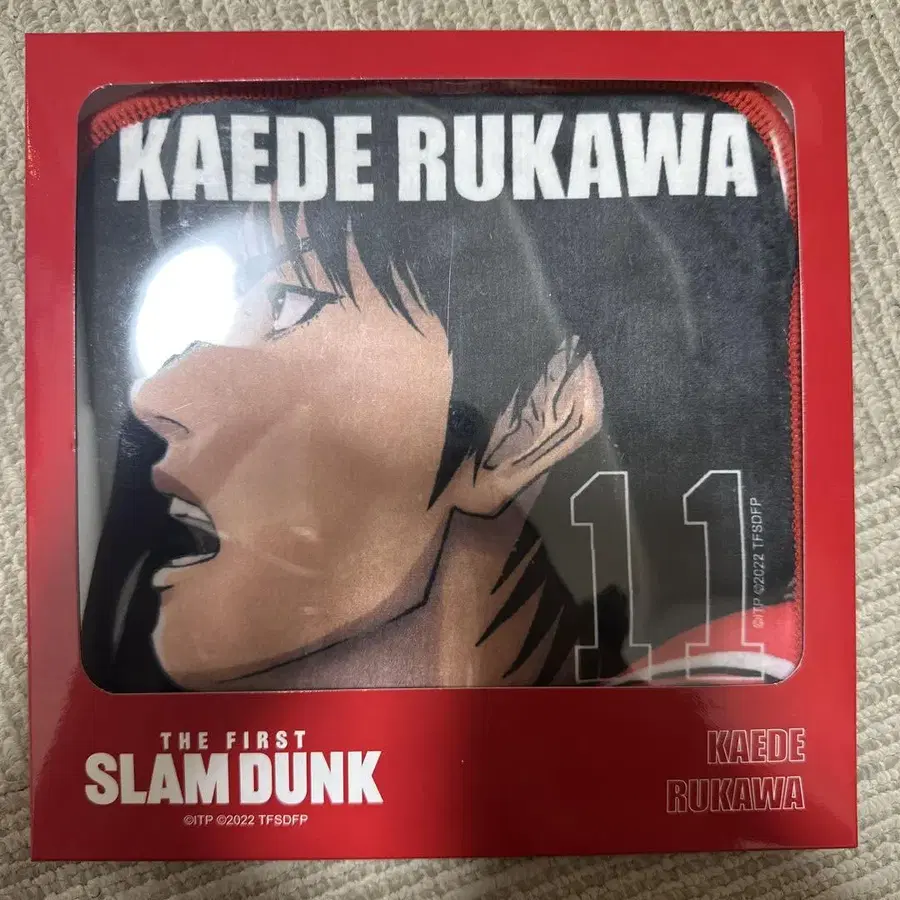 KAEDE RUKAWA
11
©ITP ©2022 TFSDFP
THE FIRST
SLAM DUNK
©ITP ©2022 TFSDFP
KAEDE
RUKAWA